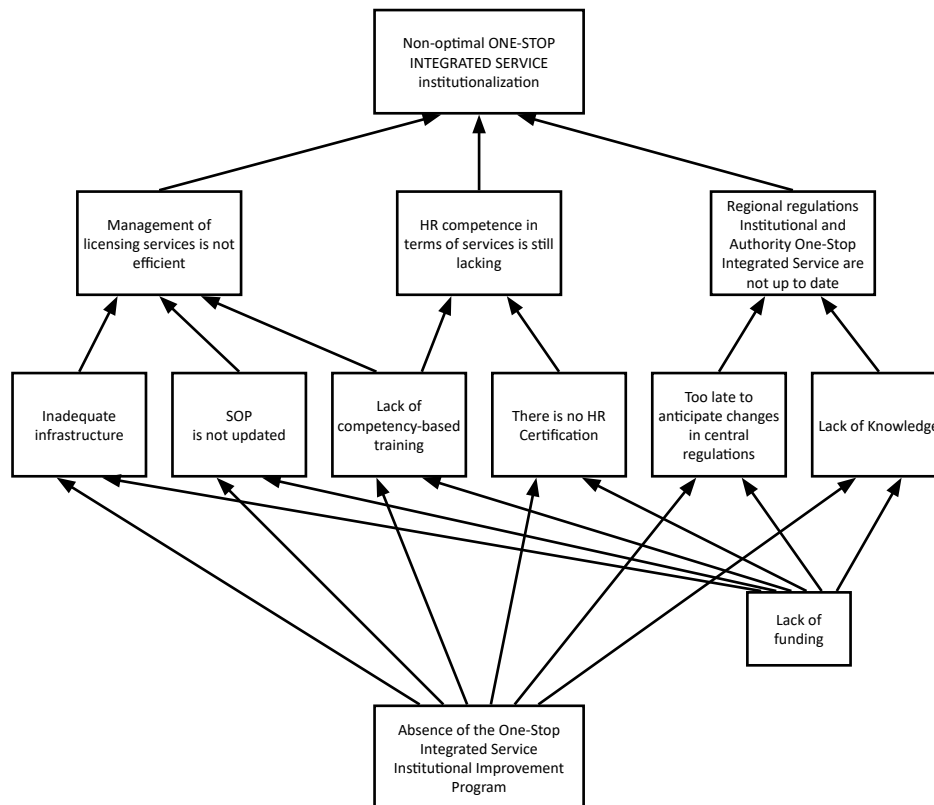 Non-optimal ONE-STOP
INTEGRATED SERVICE
institutionalization
Management of
licensing services is not
efficient
HR competence in
terms of services is still
lacking
Regional regulations
Institutional and
Authority One-Stop
Integrated Service are
not up to date
Inadequate
infrastructure
SOP
is not updated
Lack of
competency-based
training
There is no HR
Certification
Too late to
anticipate changes
in central
regulations
Lack of Knowledge
Lack of
funding
Absence of the One-Stop
Integrated Service
Institutional Improvement
Program